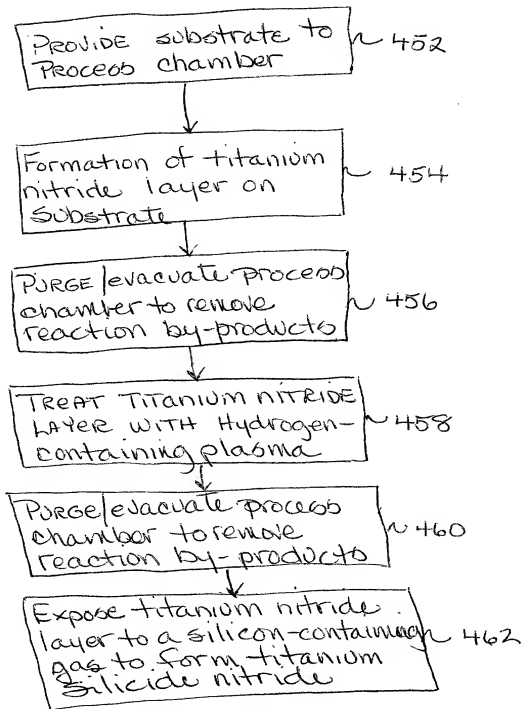 PROVIDE substrate to
PROCESS chamber
452
Formation of titanium
nitride layer on
substrate
454
PURGE/evacuate process
chamber to remove
reaction by-products
456
TREAT TITANIUM NITRIDE
LAYER WITH Hydrogen-
containing plasma
458
PURGE/evacuate process
chamber to remove
reaction by-products
460
Expose titanium nitride
layer to a silicon-containing
gas to form titanium
silicide nitride
462